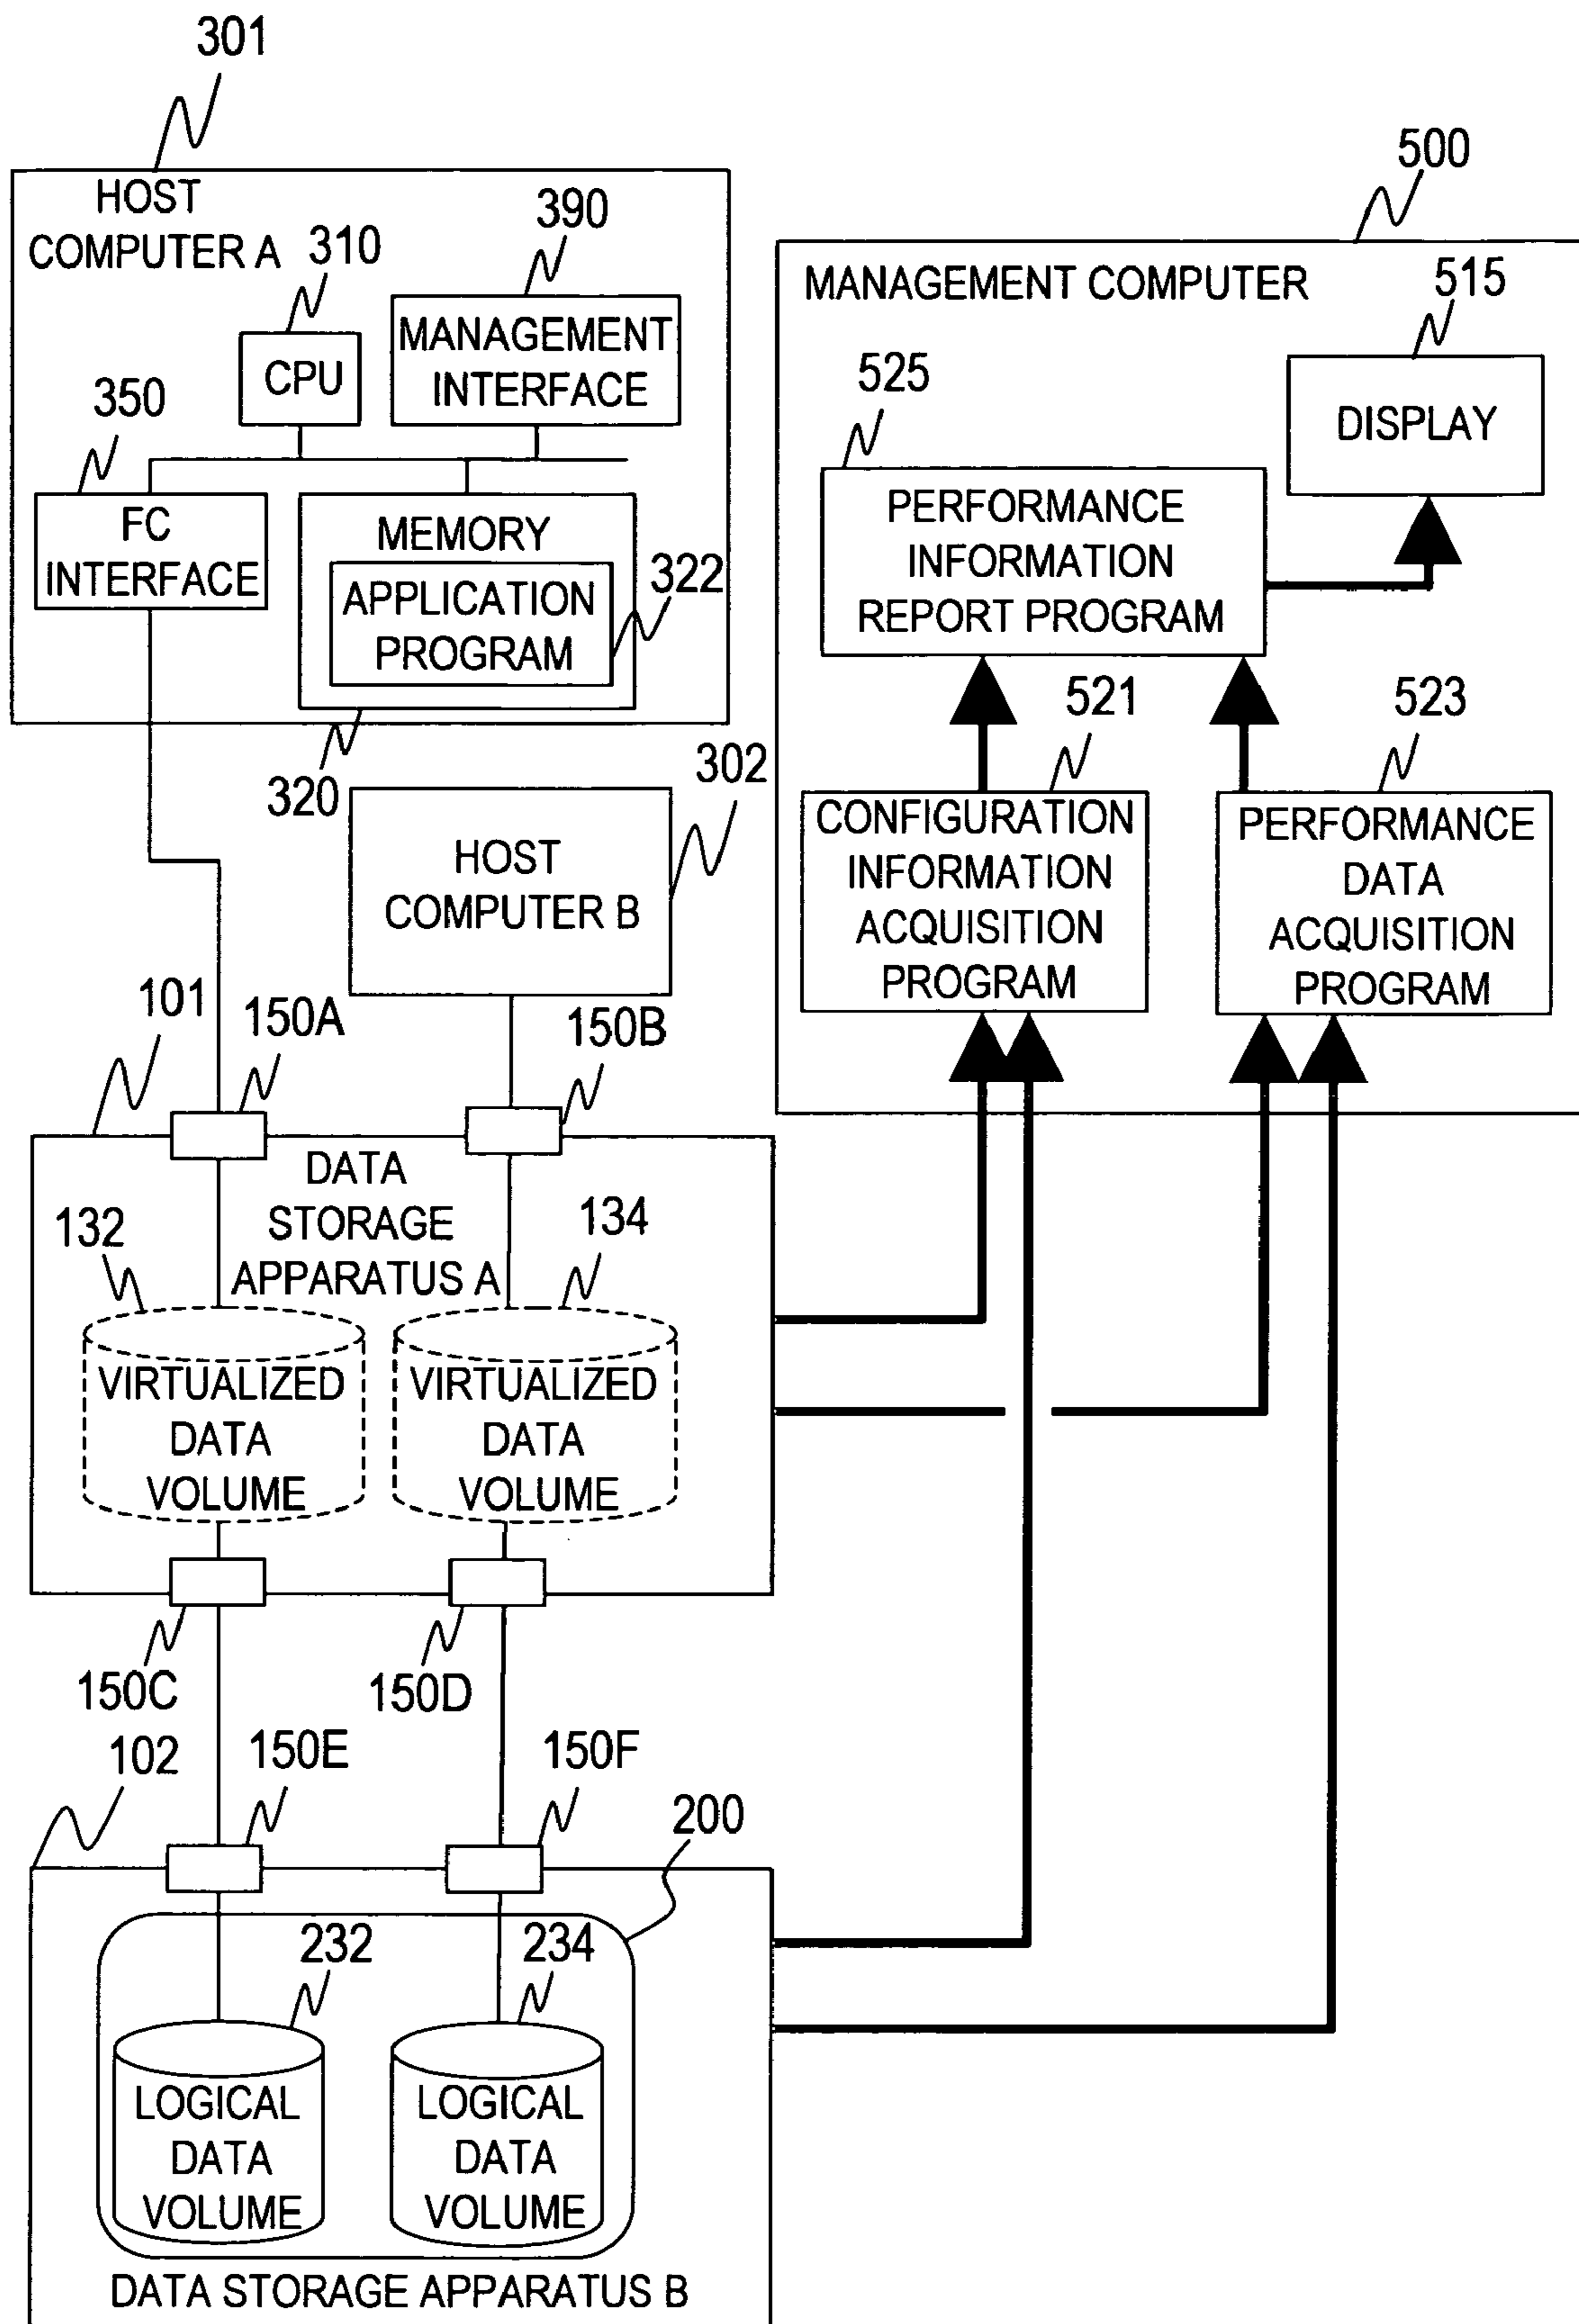 301
HOST
COMPUTER A
310
390
CPU
MANAGEMENT
INTERFACE
350
FC
INTERFACE
MEMORY
APPLICATION
PROGRAM
322
320
302
HOST
COMPUTER B
500
MANAGEMENT COMPUTER
515
DISPLAY
525
PERFORMANCE
INFORMATION
REPORT PROGRAM
521
CONFIGURATION
INFORMATION
ACQUISITION
PROGRAM
523
PERFORMANCE
DATA
ACQUISITION
PROGRAM
101
150A
150B
DATA
STORAGE
APPARATUS A
132
134
VIRTUALIZED
DATA
VOLUME
VIRTUALIZED
DATA
VOLUME
150C
150D
102
150E
150F
200
232
234
LOGICAL
DATA
VOLUME
LOGICAL
DATA
VOLUME
DATA STORAGE APPARATUS B